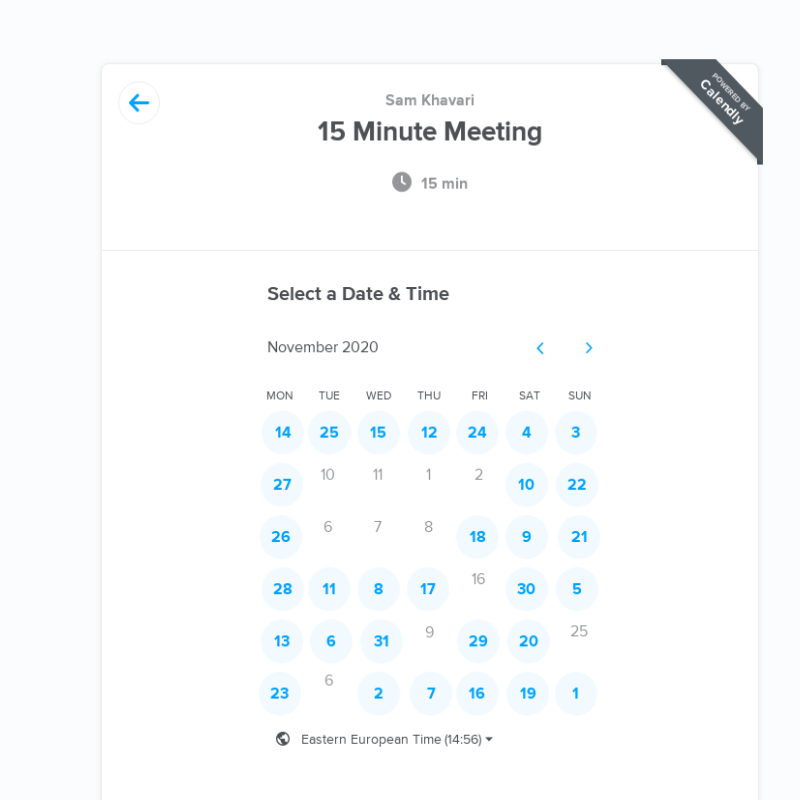 POWERED BY
Calendly
Sam Khavari
15 Minute Meeting
15 min
Select a Date & Time
November 2020
MON TUE WED THU FRI SAT SUN
14 25 15 12 24 4 3
27 10 11 1 2 10 22
26 6 7 8 18 9 21
28 11 8 17 16 30 5
13 6 31 9 29 20 25
23 6 2 7 16 19 1
Eastern European Time (14:56)